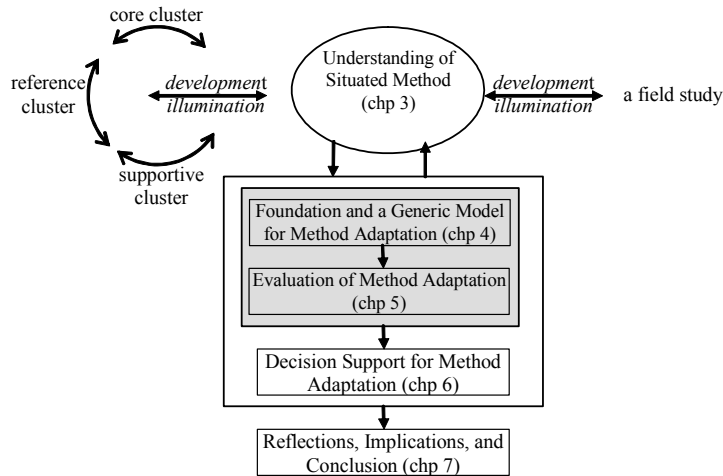 core cluster
reference
cluster
supportive
cluster
development
illumination
Understanding of
Situated Method
(chp 3)
development
illumination
a field study
Foundation and a Generic Model
for Method Adaptation (chp 4)
Evaluation of Method Adaptation
(chp 5)
Decision Support for Method
Adaptation (chp 6)
Reflections, Implications, and
Conclusion (chp 7)